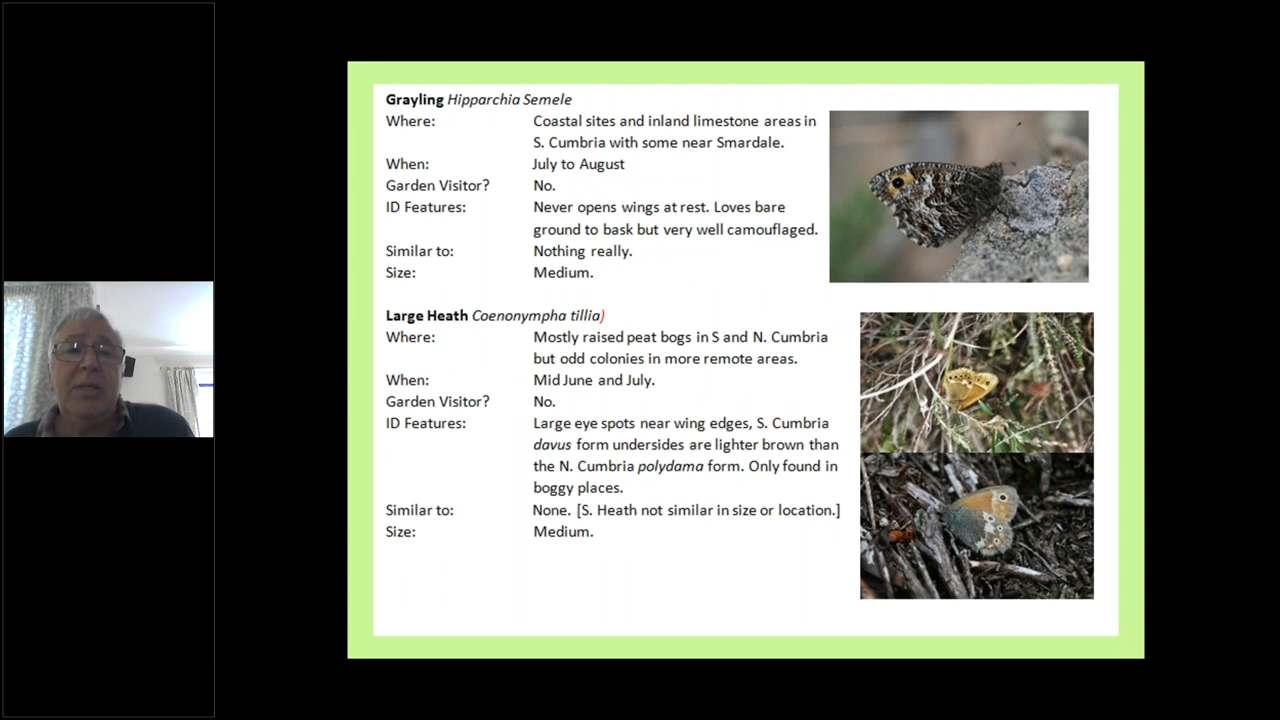 Grayling Hipparchia Semele
Where: Coastal sites and inland limestone areas in
S. Cumbria with some near Smardale.
When: July to August
Garden Visitor? No.
ID Features: Never opens wings at rest. Loves bare
ground to bask but very well camouflaged.
Similar to: Nothing really.
Size: Medium.
Large Heath Coenonympha tillia)
Where: Mostly raised peat bogs in S and N. Cumbria
but odd colonies in more remote areas.
When: Mid June and July.
Garden Visitor? No.
ID Features: Large eye spots near wing edges, S. Cumbria
davus form undersides are lighter brown than
the N. Cumbria polydama form. Only found in
boggy places.
Similar to: None. [S. Heath not similar in size or location.]
Size: Medium.